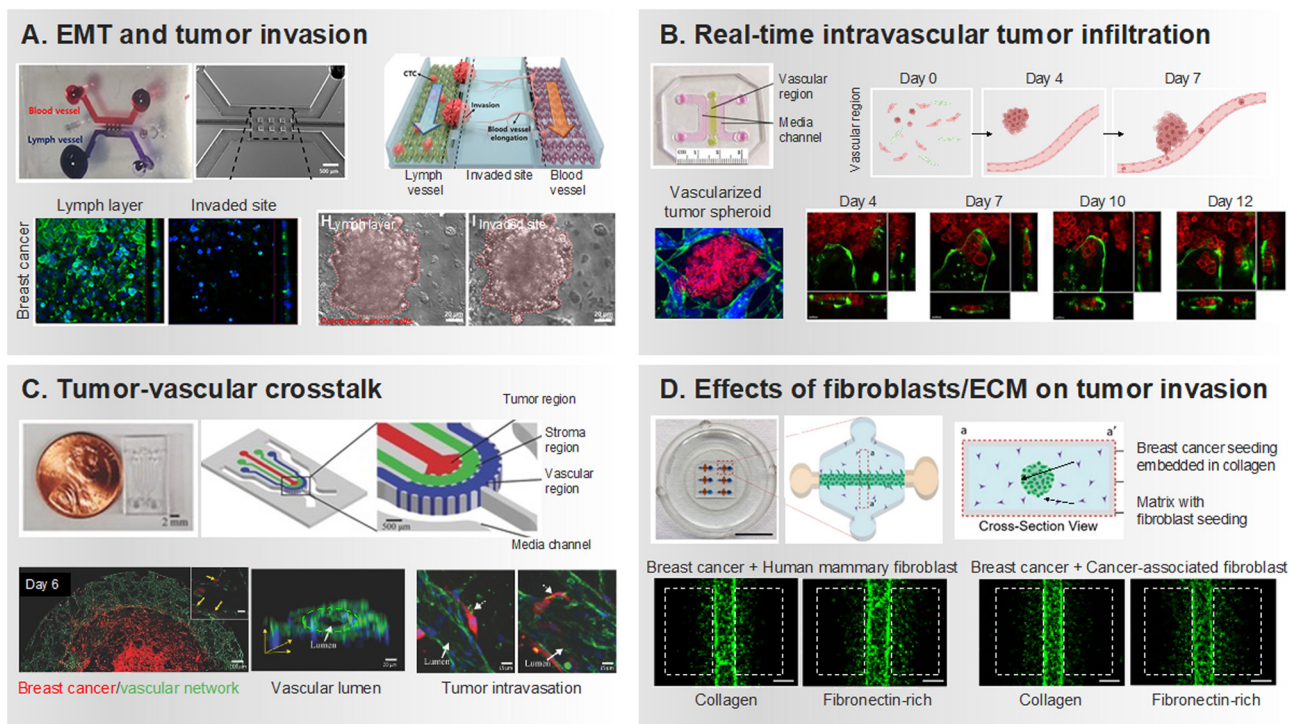 A. EMT and tumor invasion
Blood vessel
Lymph vessel
500 μm
CTC
Invasion
Blood vessel
elongation
Lymph
vessel
Invaded site
Blood
vessel
Breast cancer
Lymph layer
Invaded site
H
Lymph layer
20 μm
I
Invaded site
20 μm
B. Real-time intravascular tumor infiltration
Vascular
region
Media
channel
Vascular region
Day 0
Day 4
Day 7
Vascularized
tumor spheroid
Day 4
Day 7
Day 10
Day 12
C. Tumor-vascular crosstalk
2 mm
500 μm
Tumor region
Stroma
region
Vascular
region
Media channel
Day 6
Breast cancer/vascular network
Lumen
Vascular lumen
Lumen
Lumen
Tumor intravasation
D. Effects of fibroblasts/ECM on tumor invasion
a
a
a a'
Cross-Section View
Breast cancer seeding
embedded in collagen
Matrix with
fibroblast seeding
Breast cancer + Human mammary fibroblast
Breast cancer + Cancer-associated fibroblast
Collagen
Fibronectin-rich
Collagen
Fibronectin-rich